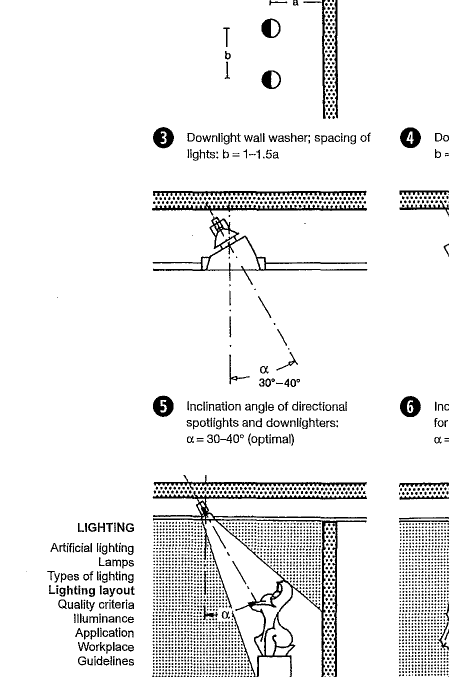 a
b
3 Downlight wall washer; spacing of
lights: b = 1–1.5a
4 Do
b =
α
30°–40°
5 Inclination angle of directional
spotlights and downlighters:
α = 30–40° (optimal)
6 Inc
for
α =
LIGHTING
Artificial lighting
Lamps
Types of lighting
Lighting layout
Quality criteria
Illuminance
Application
Workplace
Guidelines
α